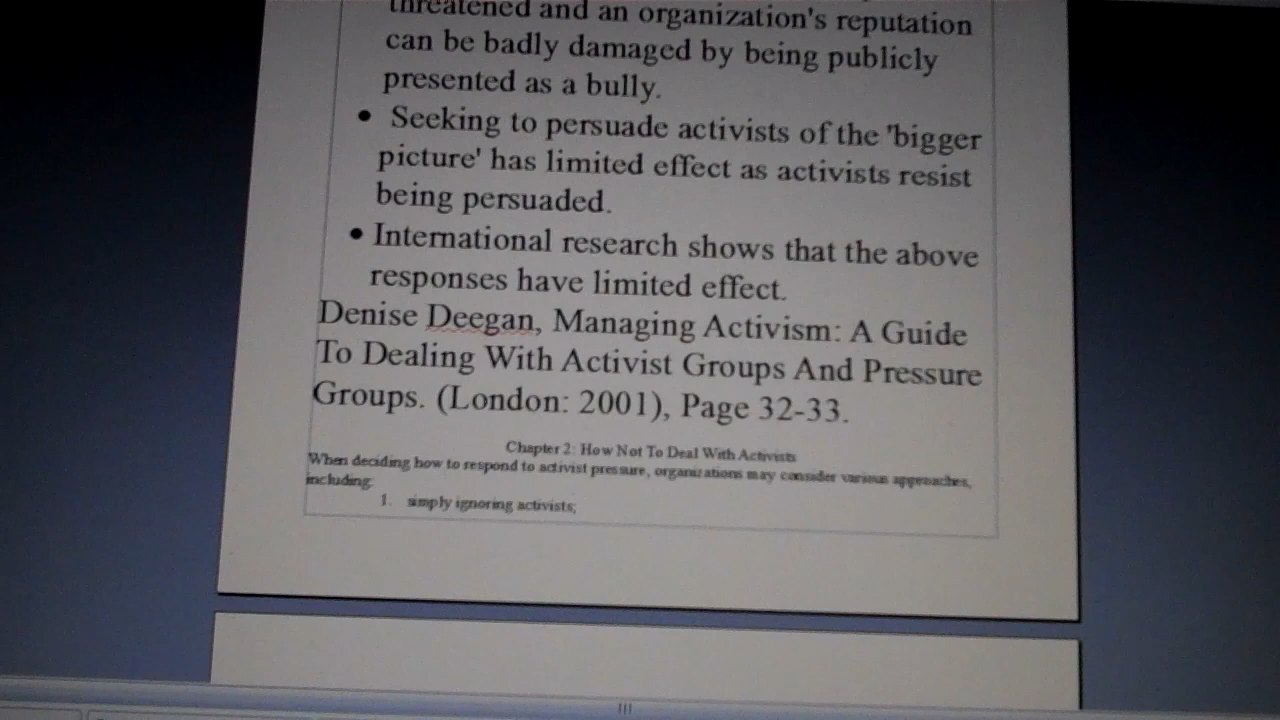 threatened and an organization's reputation
can be badly damaged by being publicly
presented as a bully.
• Seeking to persuade activists of the 'bigger
picture' has limited effect as activists resist
being persuaded.
• International research shows that the above
responses have limited effect.
Denise Deegan, Managing Activism: A Guide
To Dealing With Activist Groups And Pressure
Groups. (London: 2001), Page 32-33.
Chapter 2: How Not To Deal With Activists
When deciding how to respond to activist pressure, organizations may consider various approaches,
including:
1. simply ignoring activists;